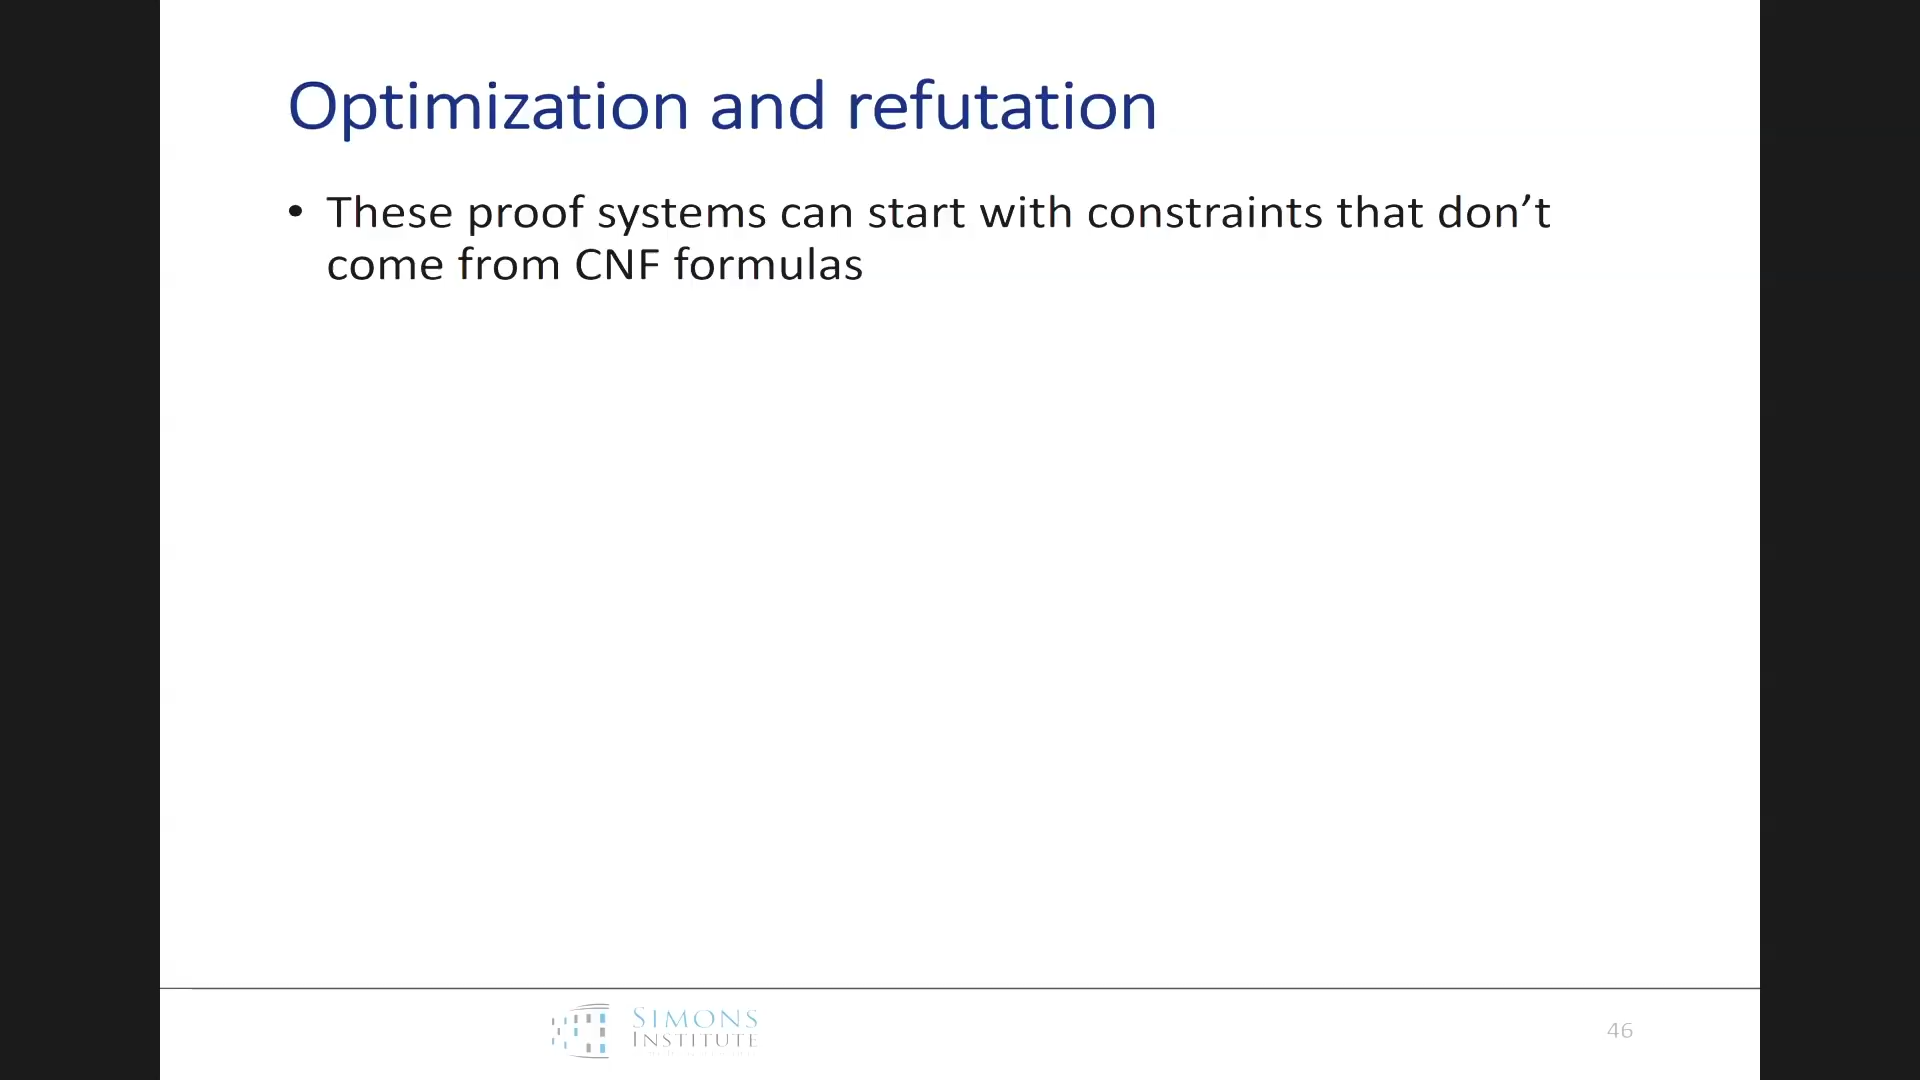 Optimization and refutation
• These proof systems can start with constraints that don’t
come from CNF formulas
SIMONS
INSTITUTE
46